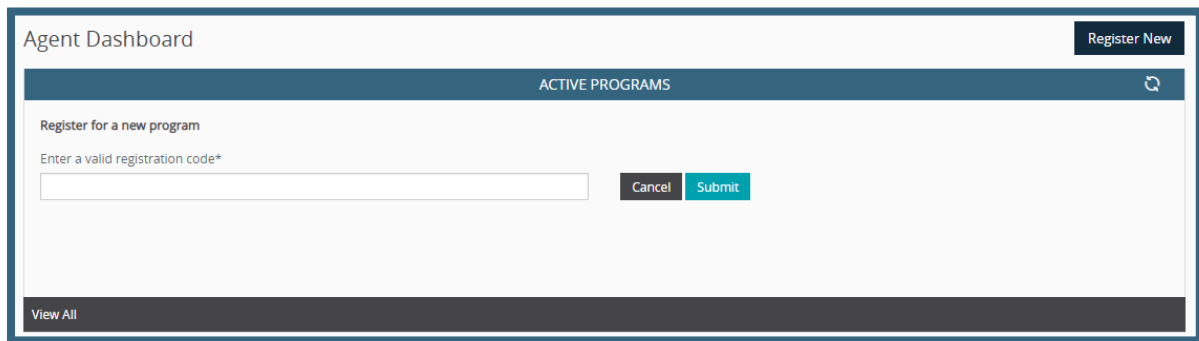 Agent Dashboard
Register New
ACTIVE PROGRAMS
Register for a new program
Enter a valid registration code*
Cancel
Submit
View All